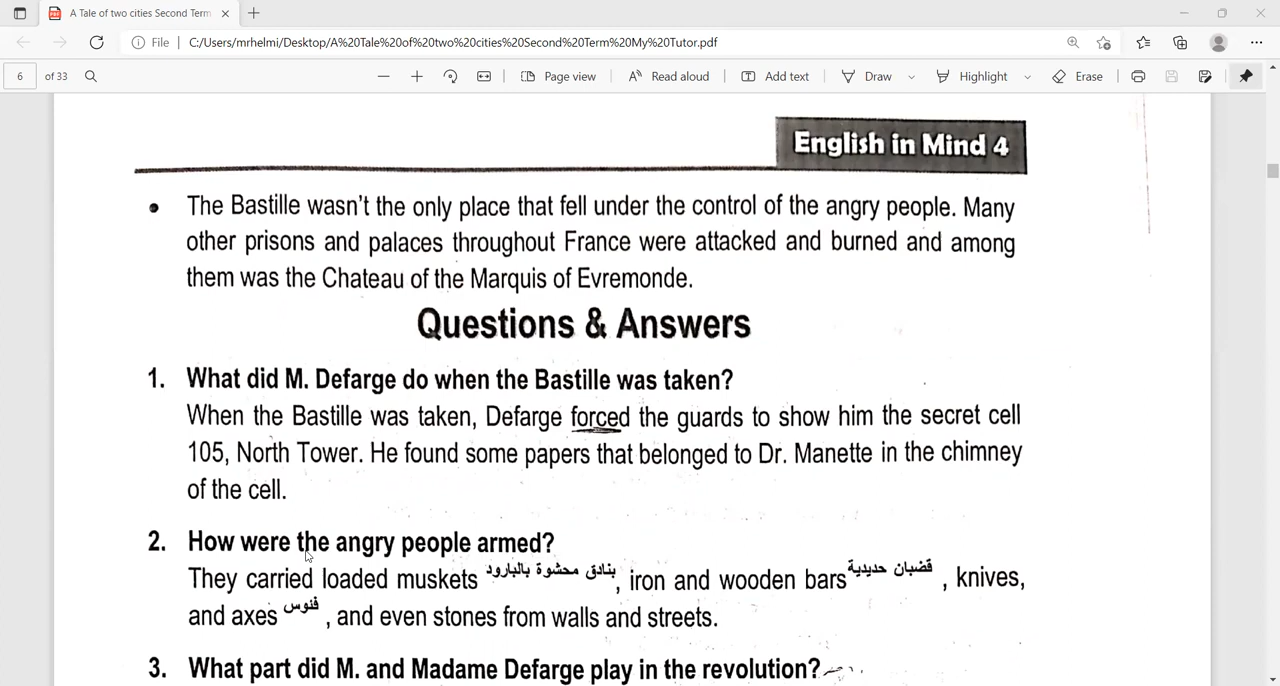 A Tale of two cities Second Term
File C:/Users/mrhelmi/Desktop/A%20Tale%20of%20two%20cities%20Second%20Term%20My%20Tutor.pdf
6 of 33 Page view Read aloud Add text Draw Highlight Erase
English in Mind 4
• The Bastille wasn't the only place that fell under the control of the angry people. Many
other prisons and palaces throughout France were attacked and burned and among
them was the Chateau of the Marquis of Evremonde.
Questions & Answers
1. What did M. Defarge do when the Bastille was taken?
When the Bastille was taken, Defarge forced the guards to show him the secret cell
105, North Tower. He found some papers that belonged to Dr. Manette in the chimney
of the cell.
2. How were the angry people armed?
They carried loaded muskets بنادق محشوة بالبارود, iron and wooden bars قضبان حديدية, knives,
and axes فئوس, and even stones from walls and streets.
3. What part did M. and Madame Defarge play in the revolution?